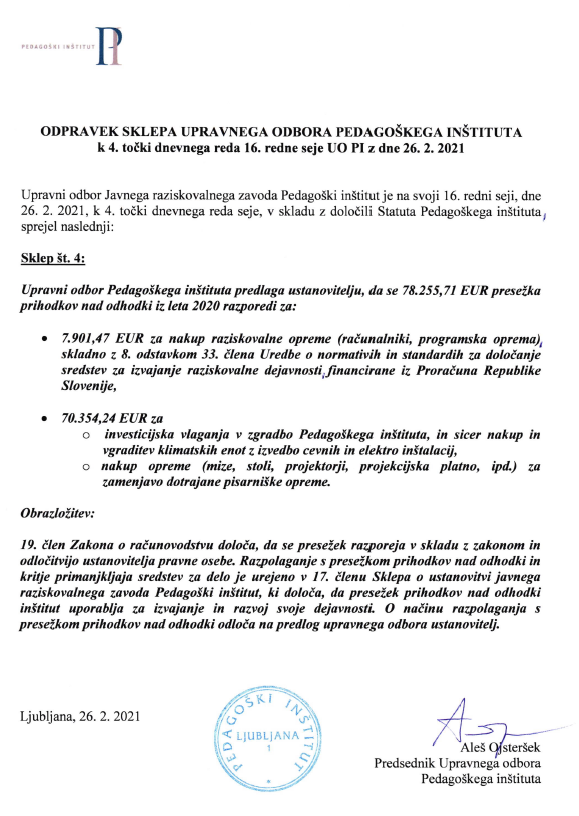 PEDAGOŠKI INŠTITUT PI
ODPRAVEK SKLEPA UPRAVNEGA ODBORA PEDAGOŠKEGA INŠTITUTA
k 4. točki dnevnega reda 16. redne seje UO PI z dne 26. 2. 2021
Upravni odbor Javnega raziskovalnega zavoda Pedagoški inštitut je na svoji 16. redni seji, dne
26. 2. 2021, k 4. točki dnevnega reda seje, v skladu z določili Statuta Pedagoškega inštituta,
sprejel naslednji:
Sklep št. 4:
Upravni odbor Pedagoškega inštituta predlaga ustanovitelju, da se 78.255,71 EUR presežka
prihodkov nad odhodki iz leta 2020 razporedi za:
• 7.901,47 EUR za nakup raziskovalne opreme (računalniki, programska oprema),
skladno z 8. odstavkom 33. člena Uredbe o normativih in standardih za določanje
sredstev za izvajanje raziskovalne dejavnosti, financirane iz Proračuna Republike
Slovenije,
• 70.354,24 EUR za
o investicijska vlaganja v zgradbo Pedagoškega inštituta, in sicer nakup in
vgraditev klimatskih enot z izvedbo cevnih in elektro inštalacij,
o nakup opreme (mize, stoli, projektorji, projekcijska platno, ipd.) za
zamenjavo dotrajane pisarniške opreme.
Obrazložitev:
19. člen Zakona o računovodstvu določa, da se presežek razporeja v skladu z zakonom in
odločitvijo ustanovitelja pravne osebe. Razpolaganje s presežkom prihodkov nad odhodki in
kritje primanjkljaja sredstev za delo je urejeno v 17. členu Sklepa o ustanovitvi javnega
raziskovalnega zavoda Pedagoški inštitut, ki določa, da presežek prihodkov nad odhodki
inštitut uporablja za izvajanje in razvoj svoje dejavnosti. O načinu razpolaganja s
presežkom prihodkov nad odhodki odloča na predlog upravnega odbora ustanovitelj.
Ljubljana, 26. 2. 2021
PEDAGOŠKI INŠTITUT
LJUBLJANA
1
Aleš Ojsteršek
Predsednik Upravnega odbora
Pedagoškega inštituta